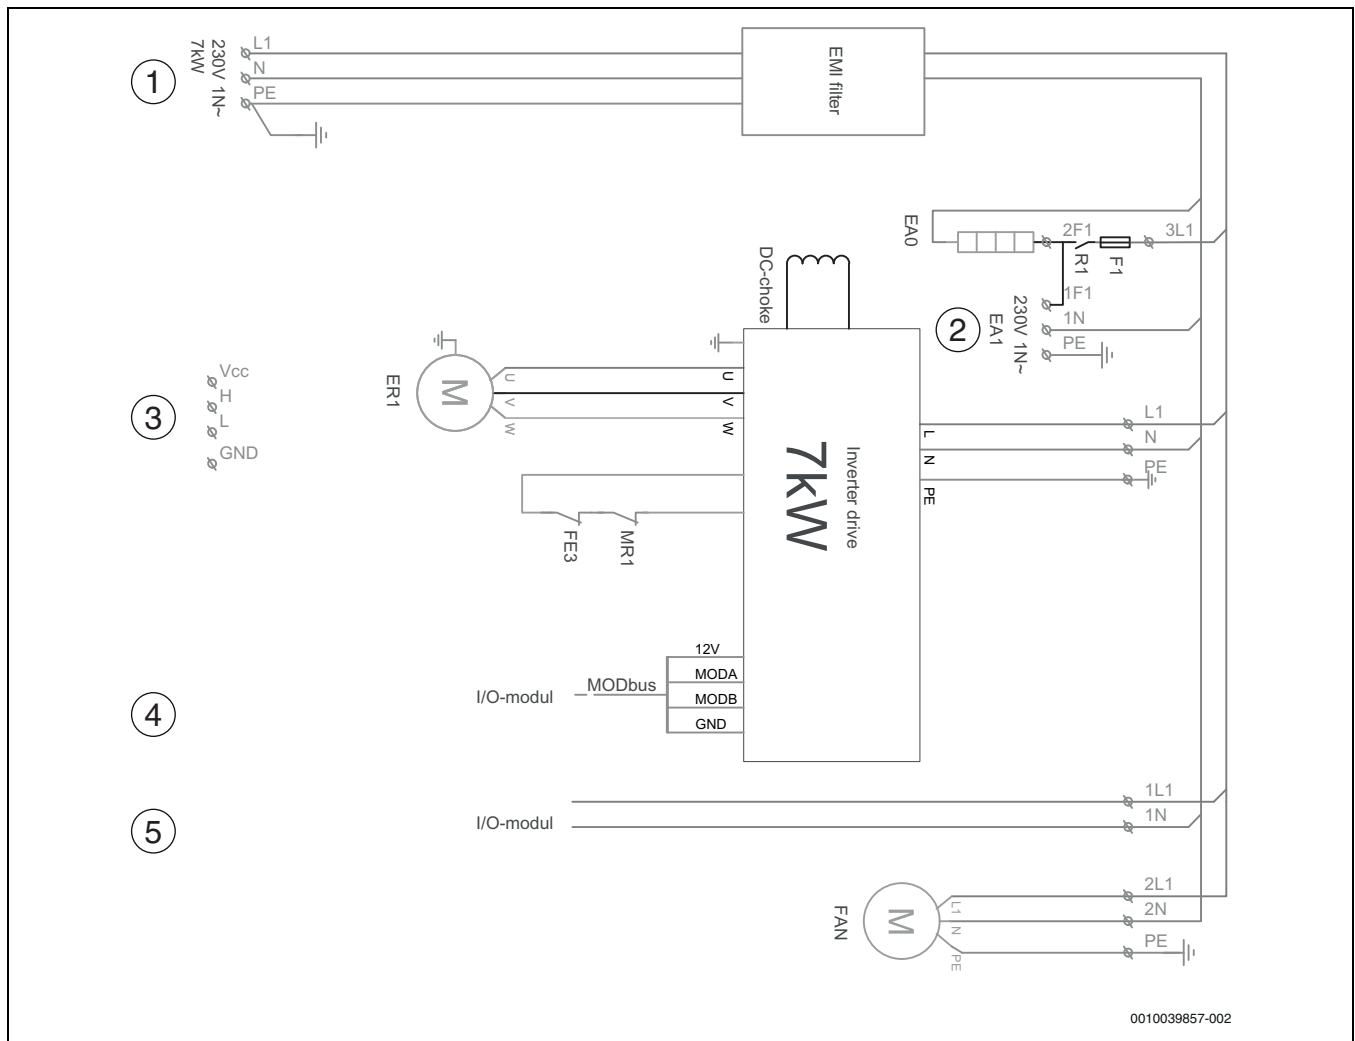 1
230V 1N~
7kW
L1
N
PE
EMI filter
EA0
2F1
R1
F1
3L1
1F1
1N
PE
2
230V 1N~
EA1
DC-choke
ER1
M
U
V
W
U
V
W
Inverter drive
7kW
L
N
PE
L1
N
PE
3
Vcc
H
L
GND
FE3
MR1
4
I/O-modul
MODbus
12V
MODA
MODB
GND
5
I/O-modul
1L1
1N
FAN
M
L1
N
PE
2L1
2N
PE
0010039857-002